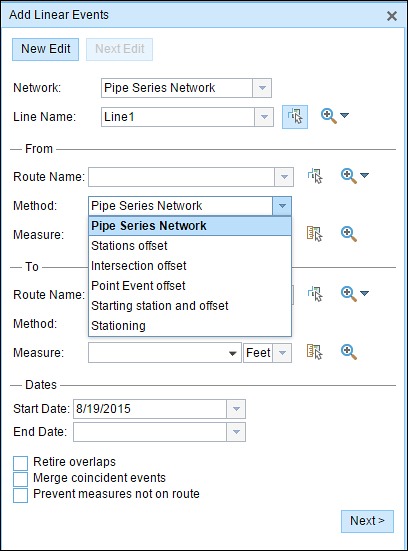 Add Linear Events
New Edit Next Edit
Network: Pipe Series Network
Line Name: Line1
From
Route Name:
Method: Pipe Series Network
Pipe Series Network
Measure:
Stations offset
Intersection offset
To
Point Event offset
Route Name:
Starting station and offset
Method:
Stationing
Measure: Feet
Dates
Start Date: 8/19/2015
End Date:
Retire overlaps
Merge coincident events
Prevent measures not on route
Next >